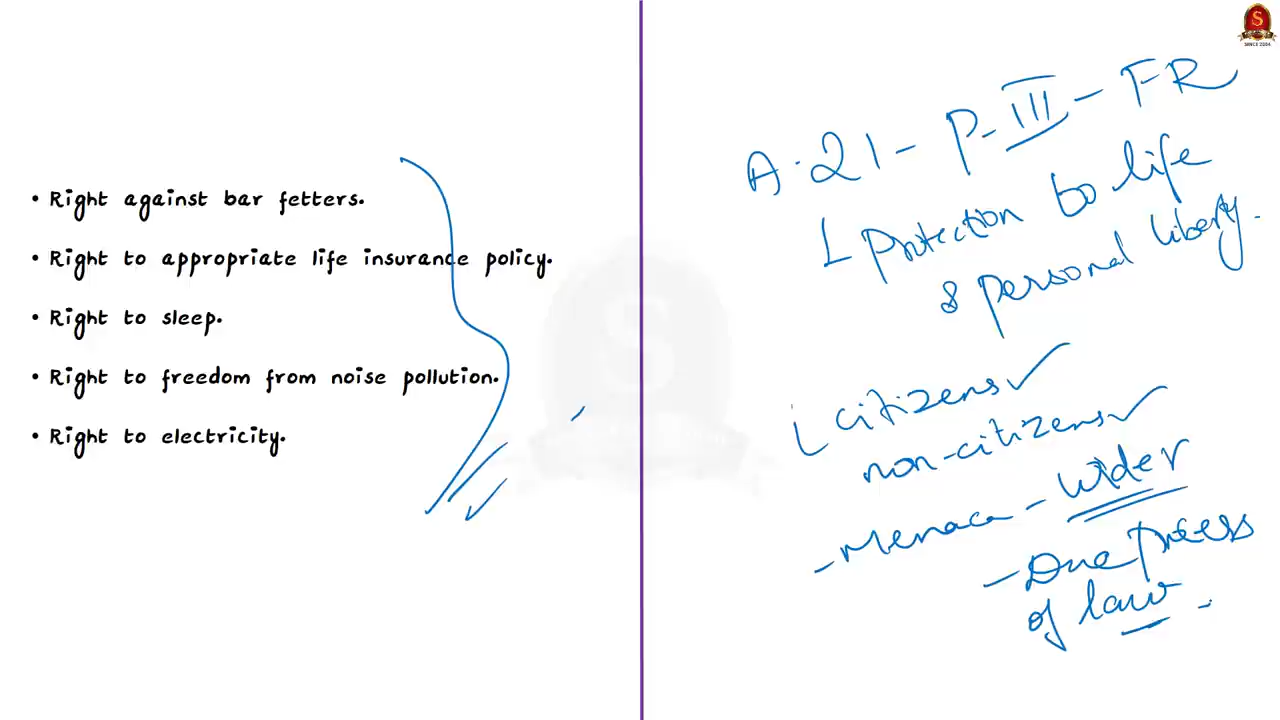 • Right against bar fetters.
• Right to appropriate life insurance policy.
• Right to sleep.
• Right to freedom from noise pollution.
• Right to electricity.
S
SINCE 2004
A.21 - P-III - FR
Protection to life
& personal liberty.
citizens ✓
non-citizens ✓
- Menaca - wider
- Due process
of law